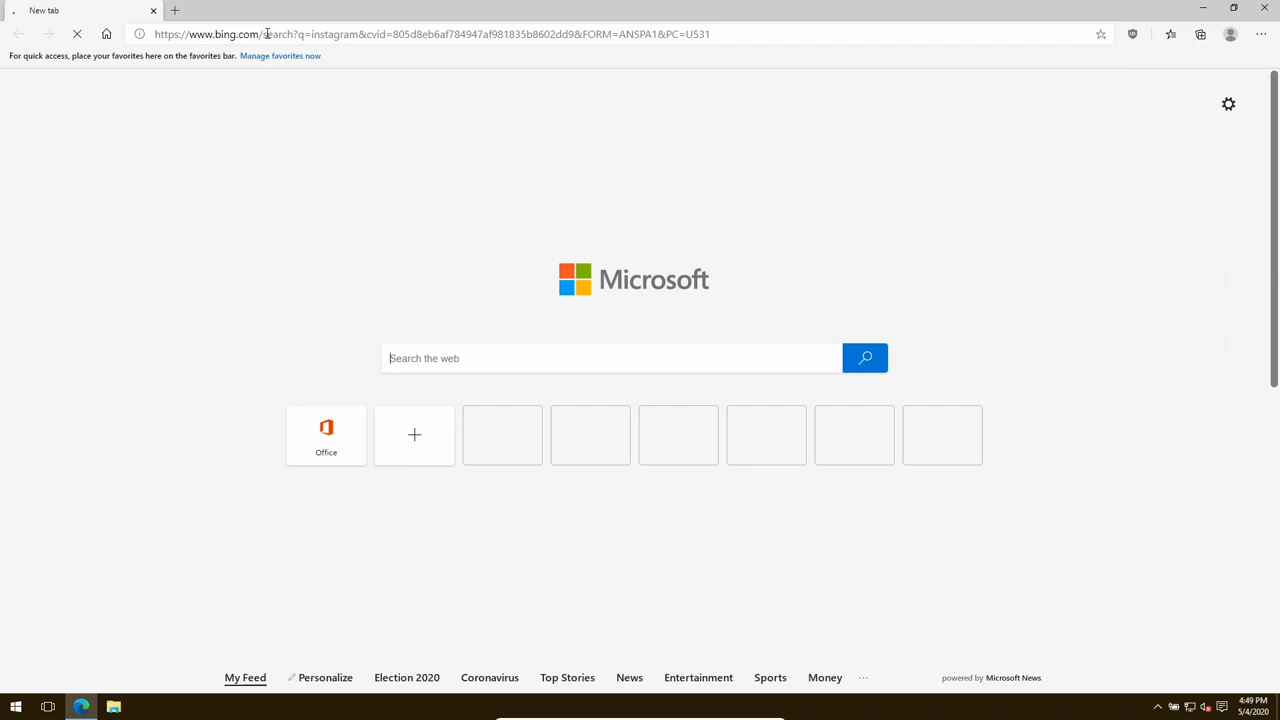 New tab
https://www.bing.com/search?q=instagram&cvid=805d8eb6af784947af981835b8602dd9&FORM=ANSPA1&PC=U531
For quick access, place your favorites here on the favorites bar. Manage favorites now
Microsoft
Search the web
Office
My Feed Personalize Election 2020 Coronavirus Top Stories News Entertainment Sports Money ... powered by Microsoft News
4:49 PM
5/4/2020